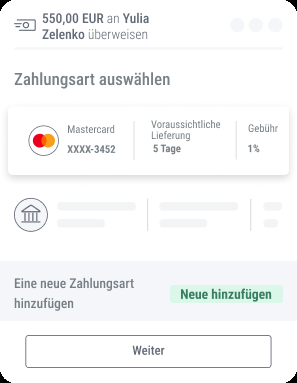 550,00 EUR an Yulia
Zelenko überweisen
Zahlungsart auswählen
Mastercard
XXXX-3452
Voraussichtliche
Lieferung
5 Tage
Gebühr
1%
Eine neue Zahlungsart
hinzufügen
Neue hinzufügen
Weiter